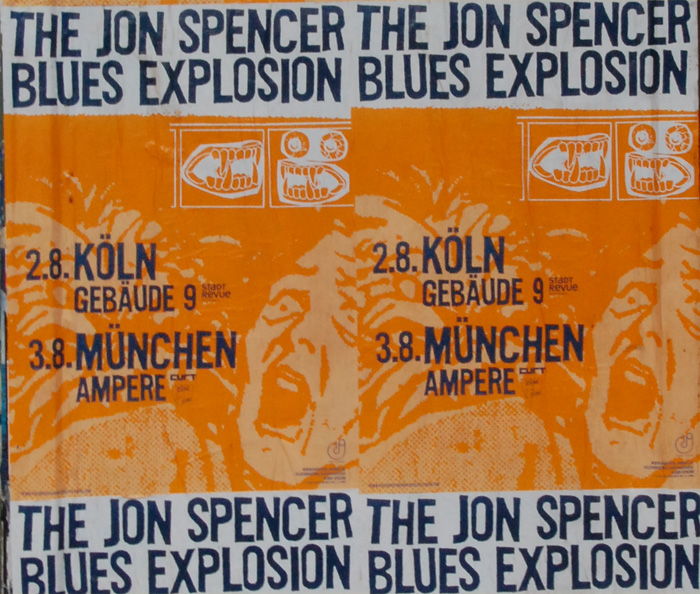 THE JON SPENCER
BLUES EXPLOSION
2.8. KÖLN
GEBÄUDE 9 STADT REVUE
3.8. MÜNCHEN
AMPERE CURT
THE JON SPENCER
BLUES EXPLOSION
THE JON SPENCER
BLUES EXPLOSION
2.8. KÖLN
GEBÄUDE 9 STADT REVUE
3.8. MÜNCHEN
AMPERE CURT
THE JON SPENCER
BLUES EXPLOSION